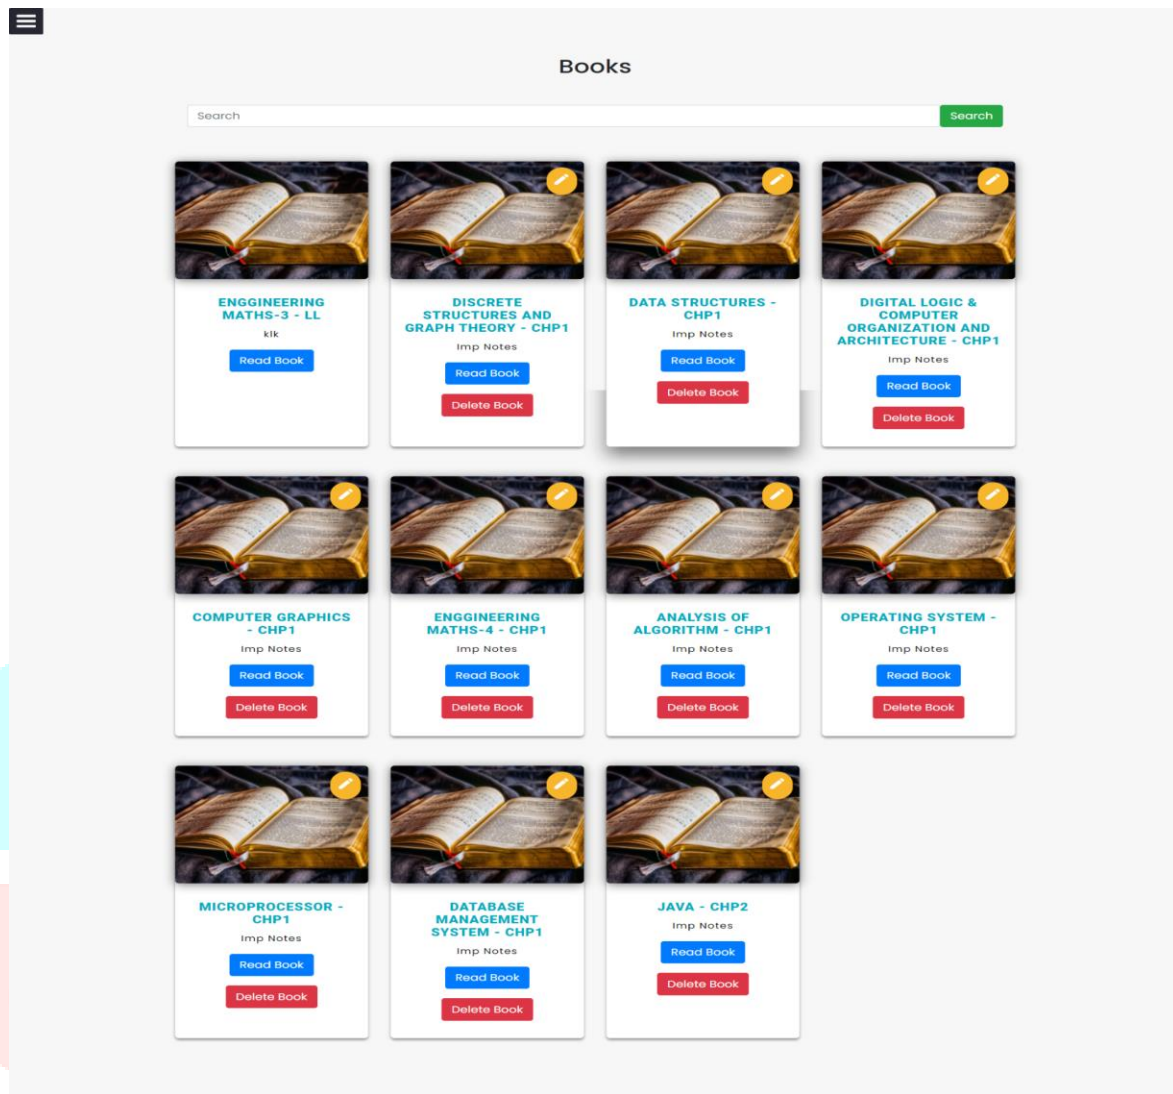 Books
Search
Search
ENGGINEERING
MATHS-3 - LL
klk
Read Book
DISCRETE
STRUCTURES AND
GRAPH THEORY - CHP1
Imp Notes
Read Book
Delete Book
DATA STRUCTURES -
CHP1
Imp Notes
Read Book
Delete Book
DIGITAL LOGIC &
COMPUTER
ORGANIZATION AND
ARCHITECTURE - CHP1
Imp Notes
Read Book
Delete Book
COMPUTER GRAPHICS
- CHP1
Imp Notes
Read Book
Delete Book
ENGGINEERING
MATHS-4 - CHP1
Imp Notes
Read Book
Delete Book
ANALYSIS OF
ALGORITHM - CHP1
Imp Notes
Read Book
Delete Book
OPERATING SYSTEM -
CHP1
Imp Notes
Read Book
Delete Book
MICROPROCESSOR -
CHP1
Imp Notes
Read Book
Delete Book
DATABASE
MANAGEMENT
SYSTEM - CHP1
Imp Notes
Read Book
Delete Book
JAVA - CHP2
Imp Notes
Read Book
Delete Book